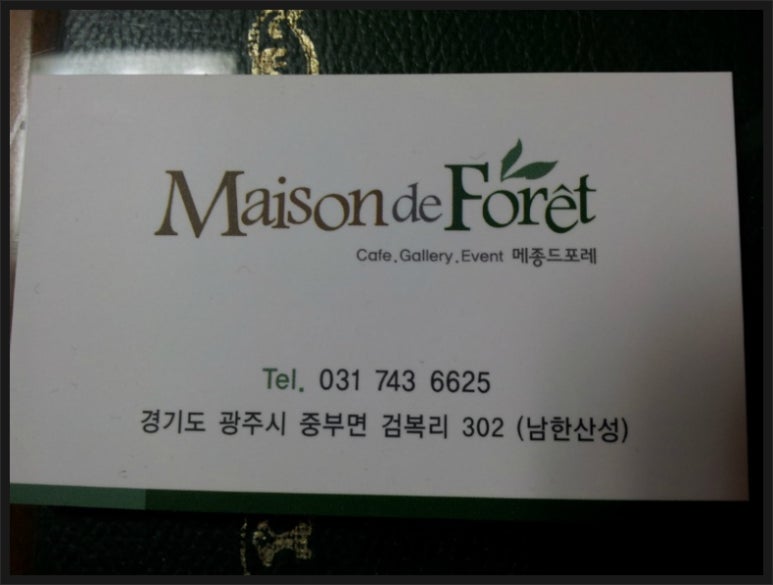 Maison de Forêt
Cafe.Gallery.Event 메종드포레
Tel. 031 743 6625
경기도 광주시 중부면 검복리 302 (남한산성)